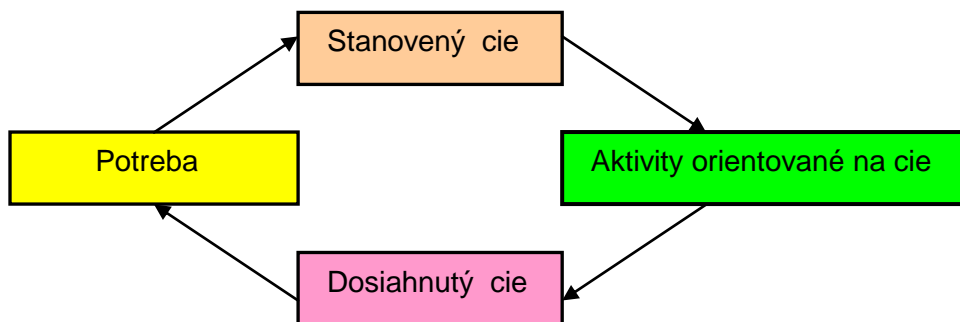 Stanovený cie
Potreba
Aktivity orientované na cie
Dosiahnutý cie